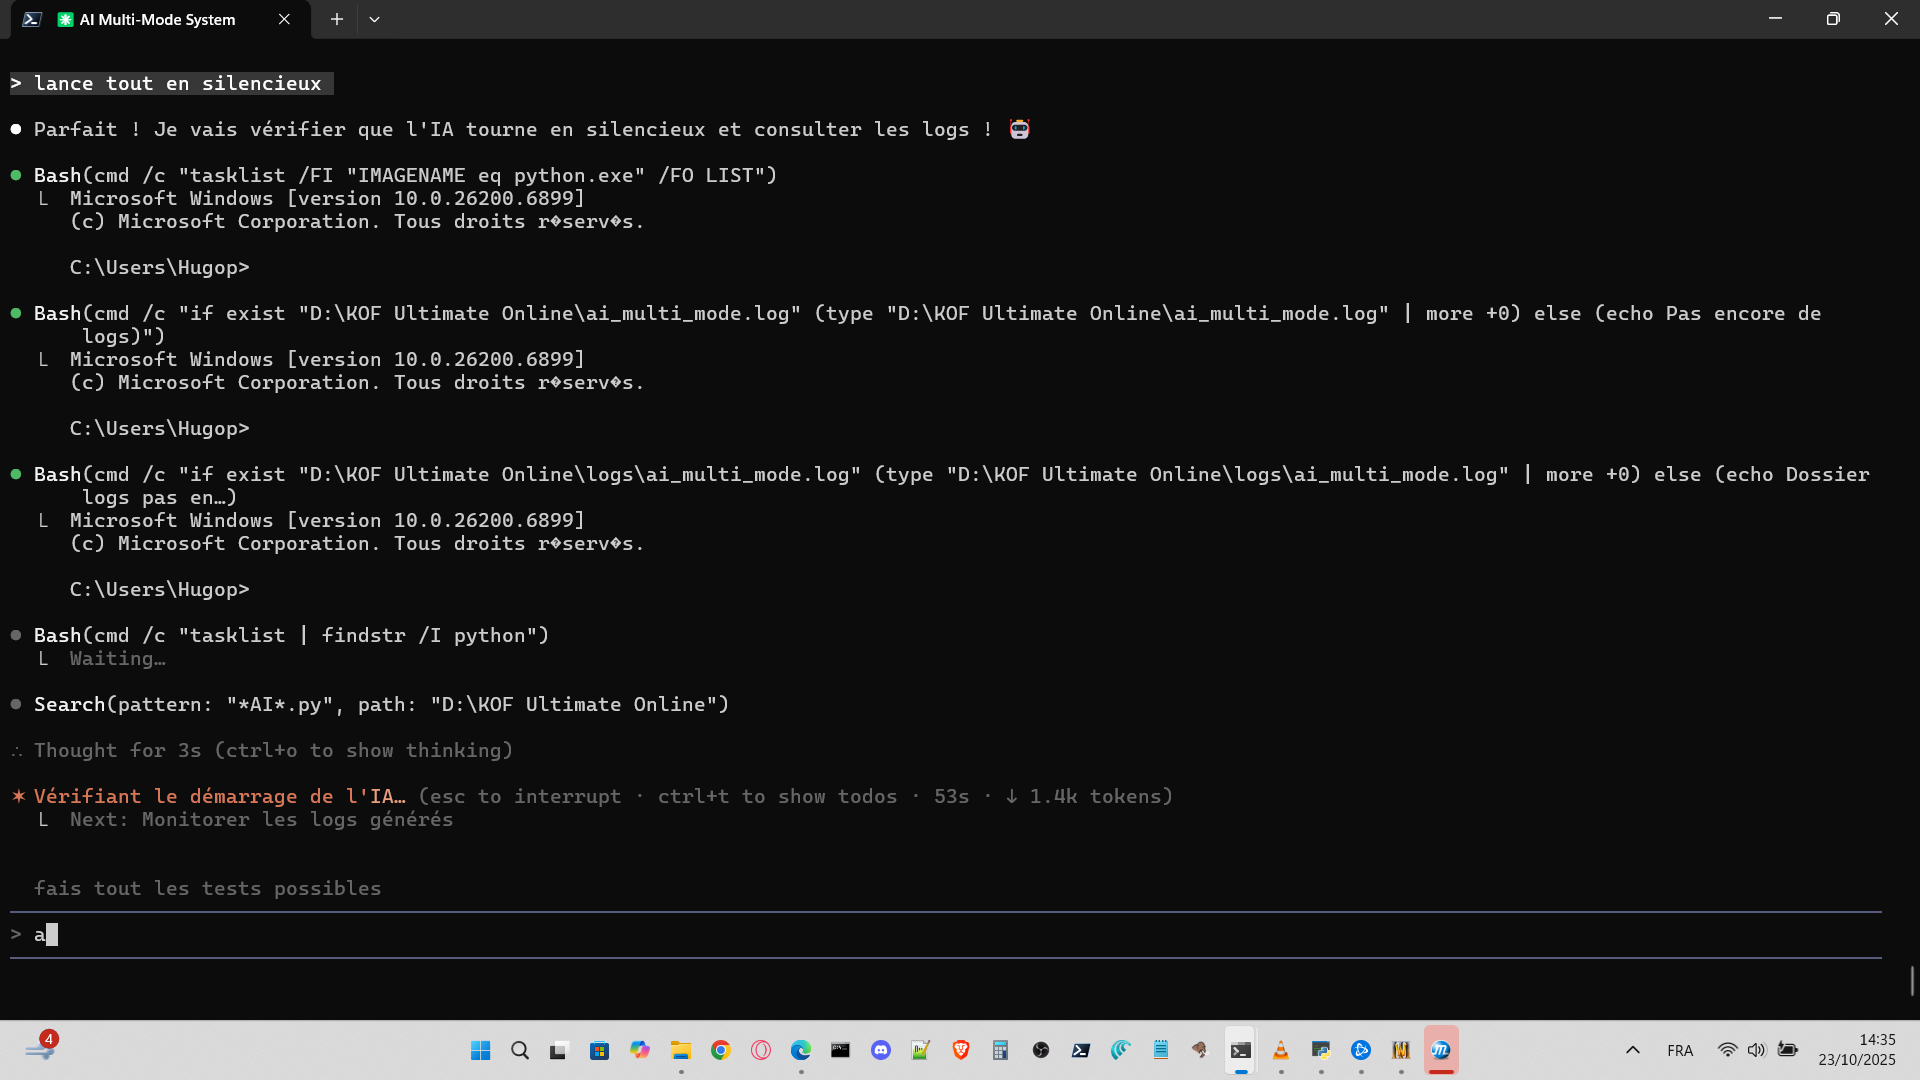 AI Multi-Mode System
> lance tout en silencieux
● Parfait ! Je vais vérifier que l'IA tourne en silencieux et consulter les logs ! 🤖
● Bash(cmd /c "tasklist /FI "IMAGENAME eq python.exe" /FO LIST")
└ Microsoft Windows [version 10.0.26200.6899]
(c) Microsoft Corporation. Tous droits r�serv�s.
C:\Users\Hugop>
● Bash(cmd /c "if exist "D:\KOF Ultimate Online\ai_multi_mode.log" (type "D:\KOF Ultimate Online\ai_multi_mode.log" | more +0) else (echo Pas encore de
logs)")
└ Microsoft Windows [version 10.0.26200.6899]
(c) Microsoft Corporation. Tous droits r�serv�s.
C:\Users\Hugop>
● Bash(cmd /c "if exist "D:\KOF Ultimate Online\logs\ai_multi_mode.log" (type "D:\KOF Ultimate Online\logs\ai_multi_mode.log" | more +0) else (echo Dossier
logs pas en…)
└ Microsoft Windows [version 10.0.26200.6899]
(c) Microsoft Corporation. Tous droits r�serv�s.
C:\Users\Hugop>
● Bash(cmd /c "tasklist | findstr /I python")
└ Waiting…
● Search(pattern: "*AI*.py", path: "D:\KOF Ultimate Online")
∴ Thought for 3s (ctrl+o to show thinking)
✶ Vérifiant le démarrage de l'IA… (esc to interrupt · ctrl+t to show todos · 53s · ↓ 1.4k tokens)
└ Next: Monitorer les logs générés
fais tout les tests possibles
> a
4
FRA
14:35
23/10/2025